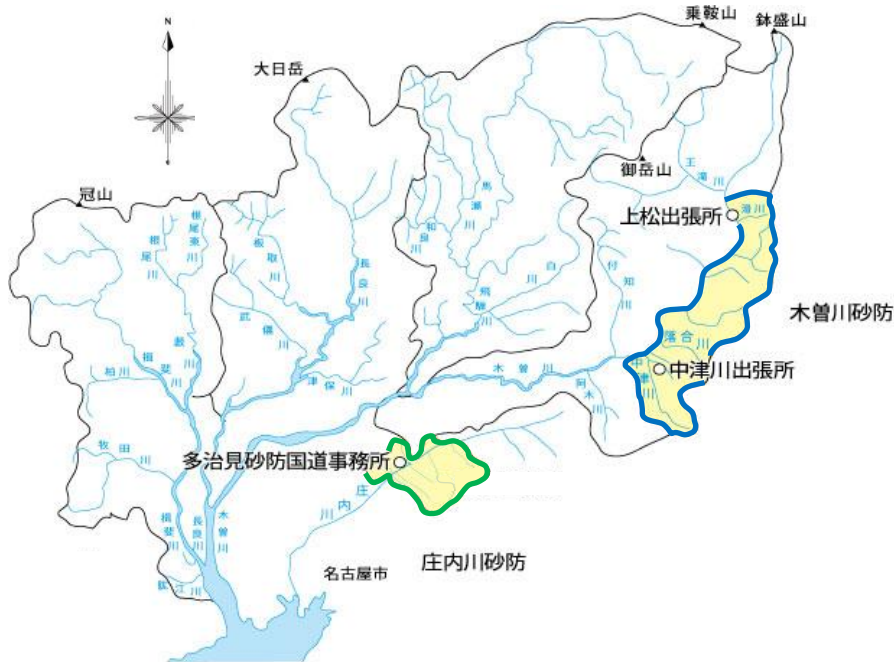 N
乗鞍山
鉢盛山
大日岳
御岳山
王滝川
冠山
上松出張所
滑川
根尾東川
根尾川
板取川
長良川
和良川
馬瀬川
飛騨川
白川
付知川
木曽川砂防
武儀川
薮川
揖斐川
粕川
津保川
木曽川
阿木川
落合川
中津川
中津川出張所
牧田川
多治見砂防国道事務所
庄内川
揖斐川
長良川
木曽川
庄内川砂防
名古屋市